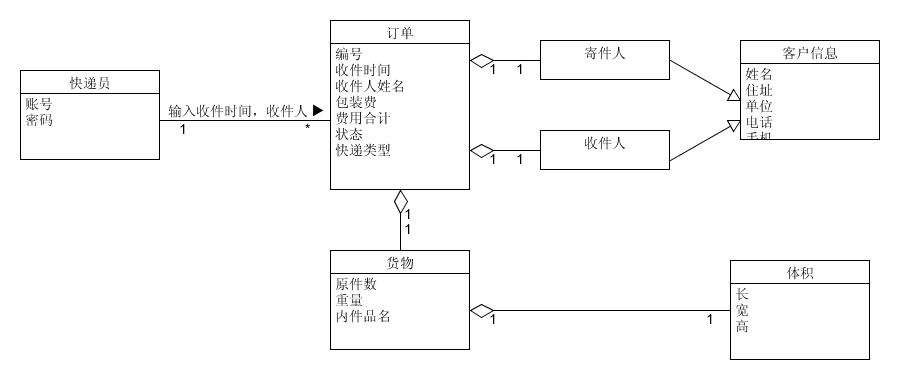 快递员
账号
密码
输入收件时间，收件人
1
*
订单
编号
收件时间
收件人姓名
包装费
费用合计
状态
快递类型
1
1
寄件人
1
1
收件人
客户信息
姓名
住址
单位
电话
手机
1
1
货物
原件数
重量
内件品名
1
1
体积
长
宽
高